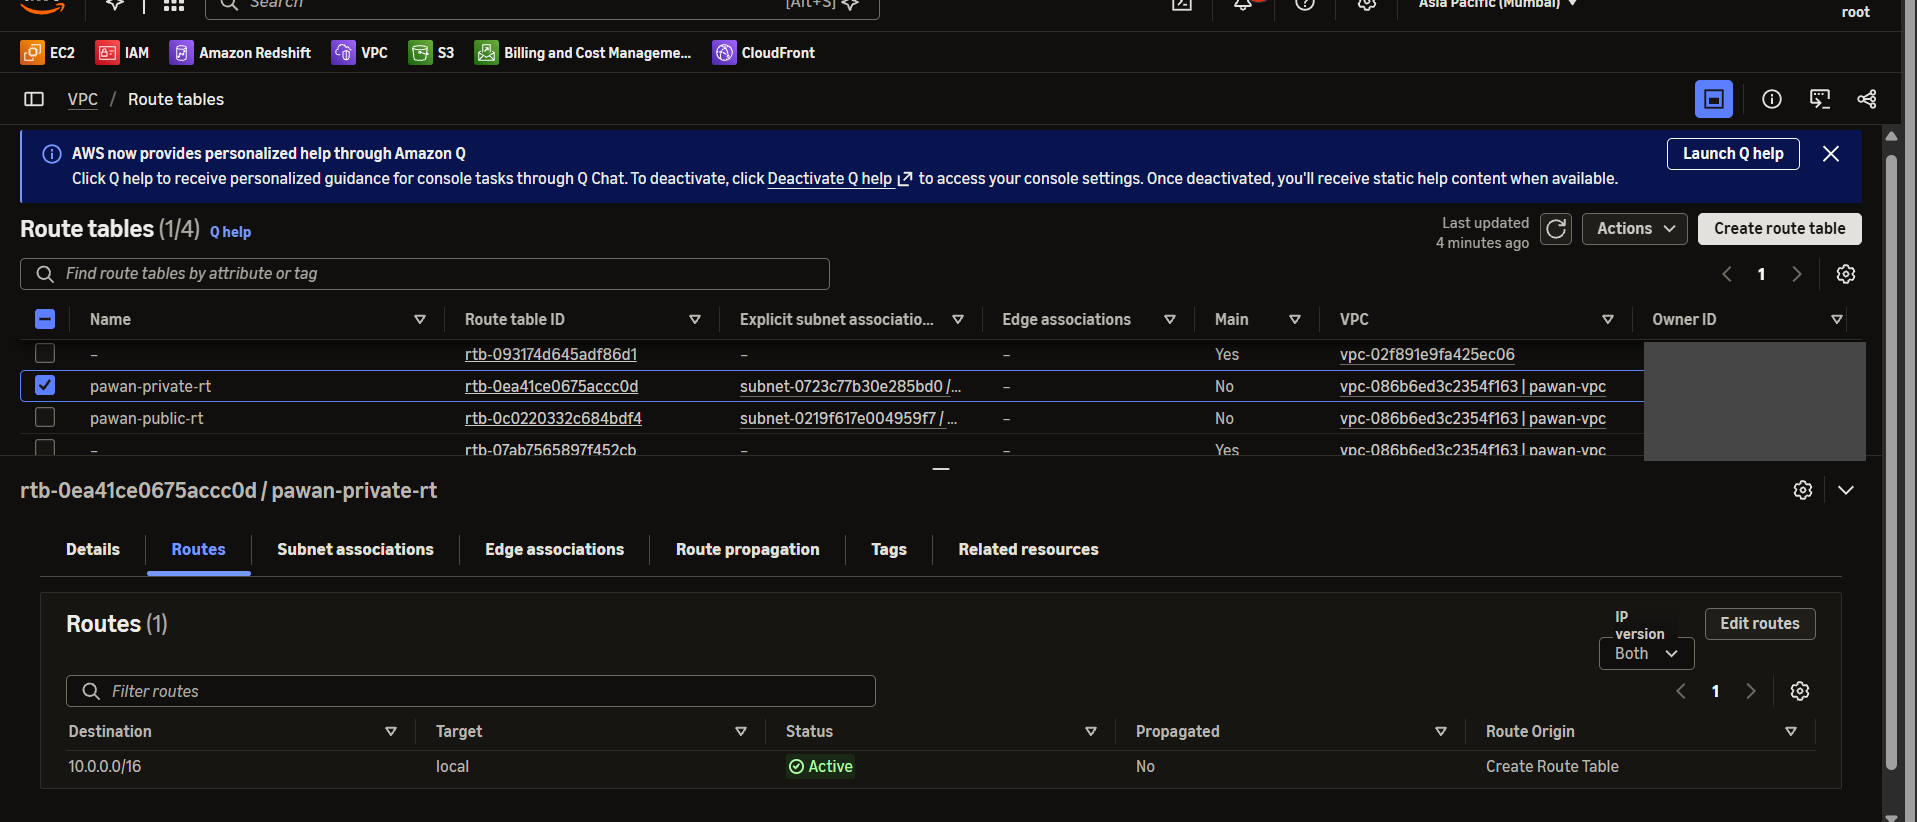 Search
[Alt+S]
Asia Pacific (Mumbai)
root
EC2
IAM
Amazon Redshift
VPC
S3
Billing and Cost Manageme...
CloudFront
VPC / Route tables
AWS now provides personalized help through Amazon Q
Click Q help to receive personalized guidance for console tasks through Q Chat. To deactivate, click Deactivate Q help to access your console settings. Once deactivated, you'll receive static help content when available.
Launch Q help
Route tables (1/4) Q help
Last updated
4 minutes ago
Actions
Create route table
Find route tables by attribute or tag
1
Name Route table ID Explicit subnet associatio... Edge associations Main VPC Owner ID
– rtb-093174d645adf86d1 – – Yes vpc-02f891e9fa425ec06
pawan-private-rt rtb-0ea41ce0675accc0d subnet-0723c77b30e285bd0 /... – No vpc-086b6ed3c2354f163 | pawan-vpc
pawan-public-rt rtb-0c0220332c684bdf4 subnet-0219f617e004959f7 / ... – No vpc-086b6ed3c2354f163 | pawan-vpc
– rtb-07ab7565897f452cb – – Yes vpc-086b6ed3c2354f163 | pawan-vpc
rtb-0ea41ce0675accc0d / pawan-private-rt
Details
Routes
Subnet associations
Edge associations
Route propagation
Tags
Related resources
Routes (1)
IP version
Both
Edit routes
Filter routes
1
Destination Target Status Propagated Route Origin
10.0.0.0/16 local Active No Create Route Table